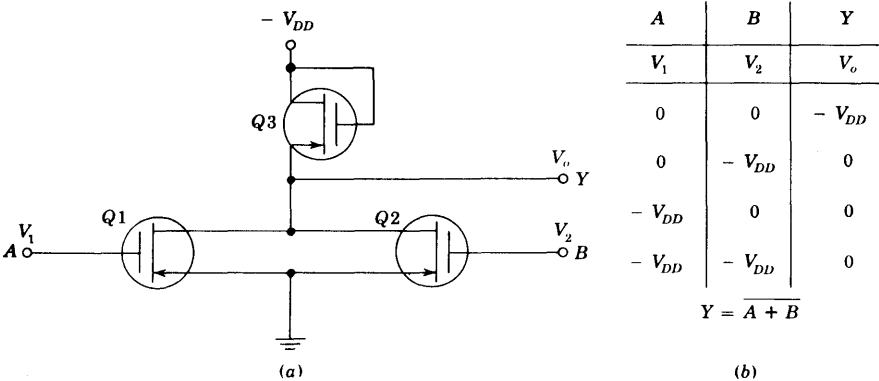 − V_DD
Q3
V_o
Y
Q1
Q2
V_1
A
V_2
B
(a)
A B Y
V_1 V_2 V_o
0 0 − V_DD
0 − V_DD 0
− V_DD 0 0
− V_DD − V_DD 0
Y = \overline{A + B}
(b)